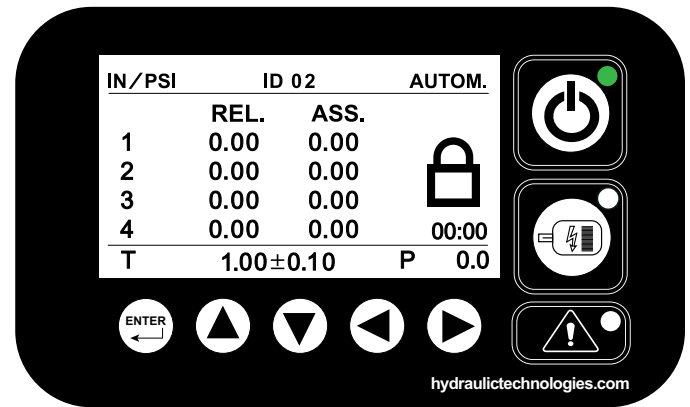 IN/PSI ID 02 AUTOM.
REL. ASS.
1 0.00 0.00
2 0.00 0.00
3 0.00 0.00
4 0.00 0.00 00:00
T 1.00±0.10 P 0.0
ENTER
hydraulictechnologies.com